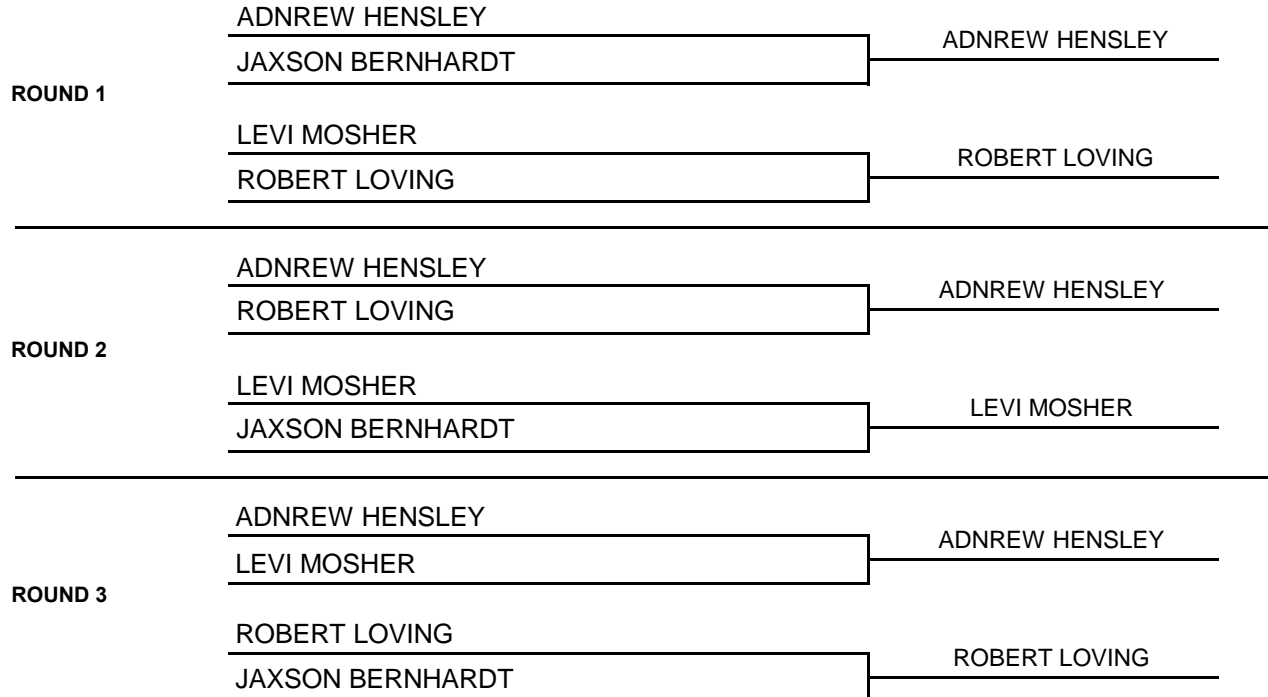 ADNREW HENSLEY
ADNREW HENSLEY
JAXSON BERNHARDT
ROUND 1
LEVI MOSHER
ROBERT LOVING
ROBERT LOVING
ADNREW HENSLEY
ADNREW HENSLEY
ROBERT LOVING
ROUND 2
LEVI MOSHER
LEVI MOSHER
JAXSON BERNHARDT
ADNREW HENSLEY
ADNREW HENSLEY
LEVI MOSHER
ROUND 3
ROBERT LOVING
ROBERT LOVING
JAXSON BERNHARDT